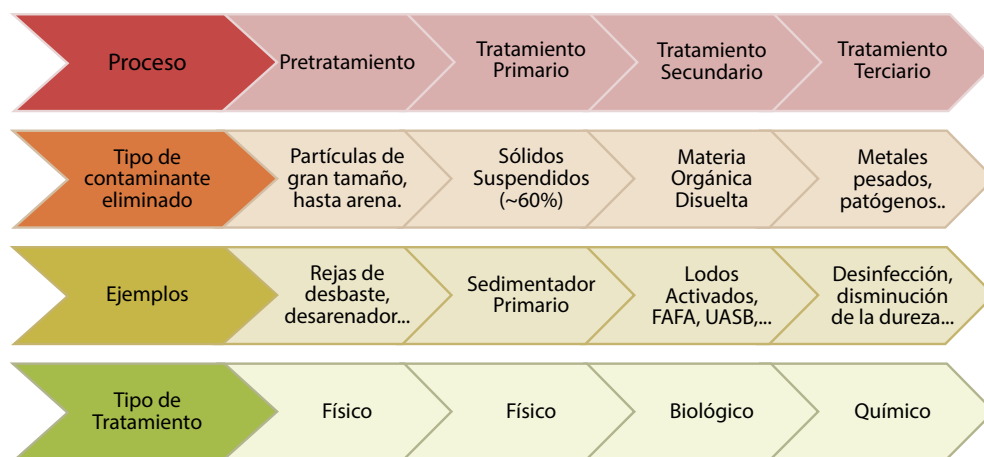 Proceso
Pretratamiento
Tratamiento
Primario
Tratamiento
Secundario
Tratamiento
Terciario
Tipo de
contaminante
eliminado
Partículas de
gran tamaño,
hasta arena.
Sólidos
Suspendidos
(~60%)
Materia
Orgánica
Disuelta
Metales
pesados,
patógenos..
Ejemplos
Rejas de
desbaste,
desarenador...
Sedimentador
Primario
Lodos
Activados,
FAFA, UASB,...
Desinfección,
disminución
de la dureza...
Tipo de
Tratamiento
Físico
Físico
Biológico
Químico